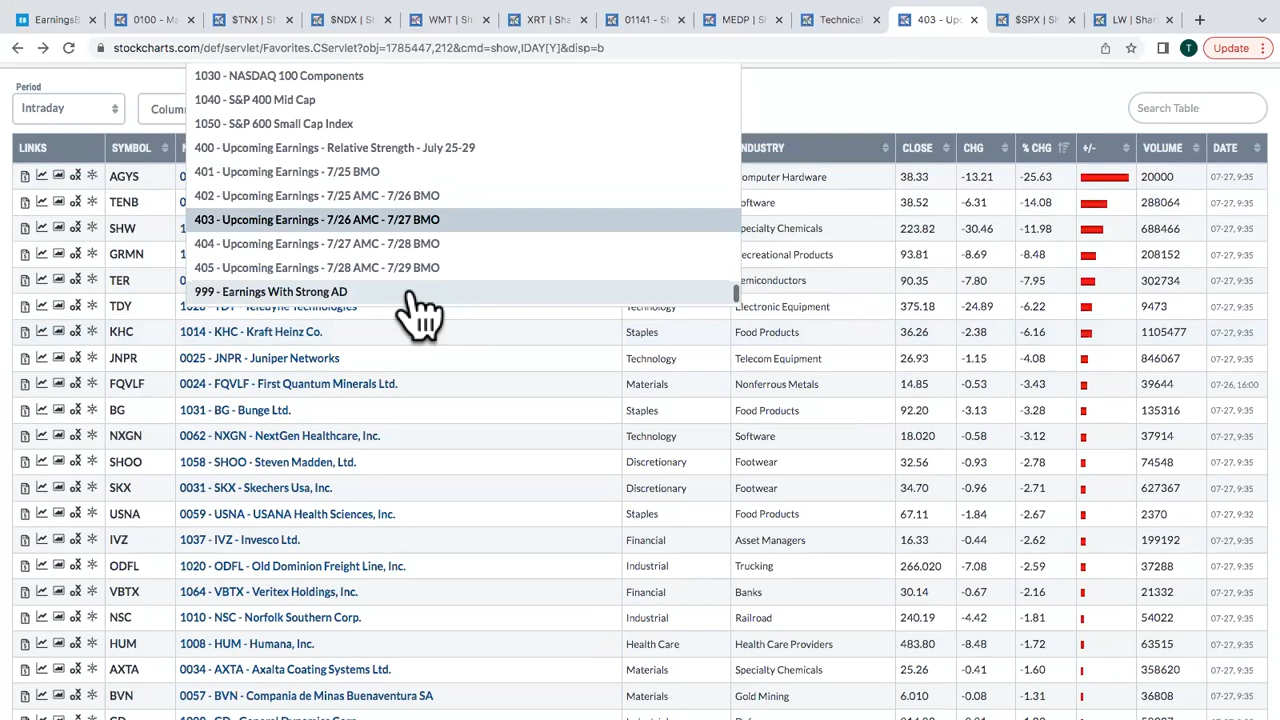 EarningsB
0100 - Ma
$TNX | Sh
$NDX | Sh
WMT | Sh
XRT | Sha
01141 - St
MEDP | Sh
Technical
403 - Upc
$SPX | Sh
LW | Shar
stockcharts.com/def/servlet/Favorites.CServlet?obj=1785447,212&cmd=show,IDAY[Y]&disp=b
T
Update
Period
Intraday
Colum
Search Table
1030 - NASDAQ 100 Components
1040 - S&P 400 Mid Cap
1050 - S&P 600 Small Cap Index
400 - Upcoming Earnings - Relative Strength - July 25-29
401 - Upcoming Earnings - 7/25 BMO
402 - Upcoming Earnings - 7/25 AMC - 7/26 BMO
403 - Upcoming Earnings - 7/26 AMC - 7/27 BMO
404 - Upcoming Earnings - 7/27 AMC - 7/28 BMO
405 - Upcoming Earnings - 7/28 AMC - 7/29 BMO
999 - Earnings With Strong AD
LINKS SYMBOL NDUSTRY CLOSE CHG % CHG +/- VOLUME DATE
AGYS 0 omputer Hardware 38.33 -13.21 -25.63 20000 07-27, 9:35
TENB 0 oftware 38.52 -6.31 -14.08 288064 07-27, 9:35
SHW 1 pecialty Chemicals 223.82 -30.46 -11.98 688466 07-27, 9:35
GRMN ecreational Products 93.81 -8.69 -8.48 208152 07-27, 9:35
TER emiconductors 90.35 -7.80 -7.95 302734 07-27, 9:35
TDY 1026 - TDY - Teledyne Technologies Technology Electronic Equipment 375.18 -24.89 -6.22 9473 07-27, 9:35
KHC 1014 - KHC - Kraft Heinz Co. Staples Food Products 36.26 -2.38 -6.16 1105477 07-27, 9:35
JNPR 0025 - JNPR - Juniper Networks Technology Telecom Equipment 26.93 -1.15 -4.08 846067 07-27, 9:35
FQVLF 0024 - FQVLF - First Quantum Minerals Ltd. Materials Nonferrous Metals 14.85 -0.53 -3.43 39644 07-26, 16:00
BG 1031 - BG - Bunge Ltd. Staples Food Products 92.20 -3.13 -3.28 135316 07-27, 9:35
NXGN 0062 - NXGN - NextGen Healthcare, Inc. Technology Software 18.020 -0.58 -3.12 37914 07-27, 9:35
SHOO 1058 - SHOO - Steven Madden, Ltd. Discretionary Footwear 32.56 -0.93 -2.78 74548 07-27, 9:35
SKX 0031 - SKX - Skechers Usa, Inc. Discretionary Footwear 34.70 -0.96 -2.71 627367 07-27, 9:35
USNA 0059 - USNA - USANA Health Sciences, Inc. Staples Food Products 67.11 -1.84 -2.67 2370 07-27, 9:32
IVZ 1037 - IVZ - Invesco Ltd. Financial Asset Managers 16.33 -0.44 -2.62 199192 07-27, 9:35
ODFL 1020 - ODFL - Old Dominion Freight Line, Inc. Industrial Trucking 266.020 -7.08 -2.59 37288 07-27, 9:35
VBTX 1064 - VBTX - Veritex Holdings, Inc. Financial Banks 30.14 -0.67 -2.16 21332 07-27, 9:35
NSC 1010 - NSC - Norfolk Southern Corp. Industrial Railroad 240.19 -4.42 -1.81 54022 07-27, 9:35
HUM 1008 - HUM - Humana, Inc. Health Care Health Care Providers 483.80 -8.48 -1.72 63515 07-27, 9:35
AXTA 0034 - AXTA - Axalta Coating Systems Ltd. Materials Specialty Chemicals 25.26 -0.41 -1.60 358620 07-27, 9:35
BVN 0057 - BVN - Compania de Minas Buenaventura SA Materials Gold Mining 6.010 -0.08 -1.31 36808 07-27, 9:35